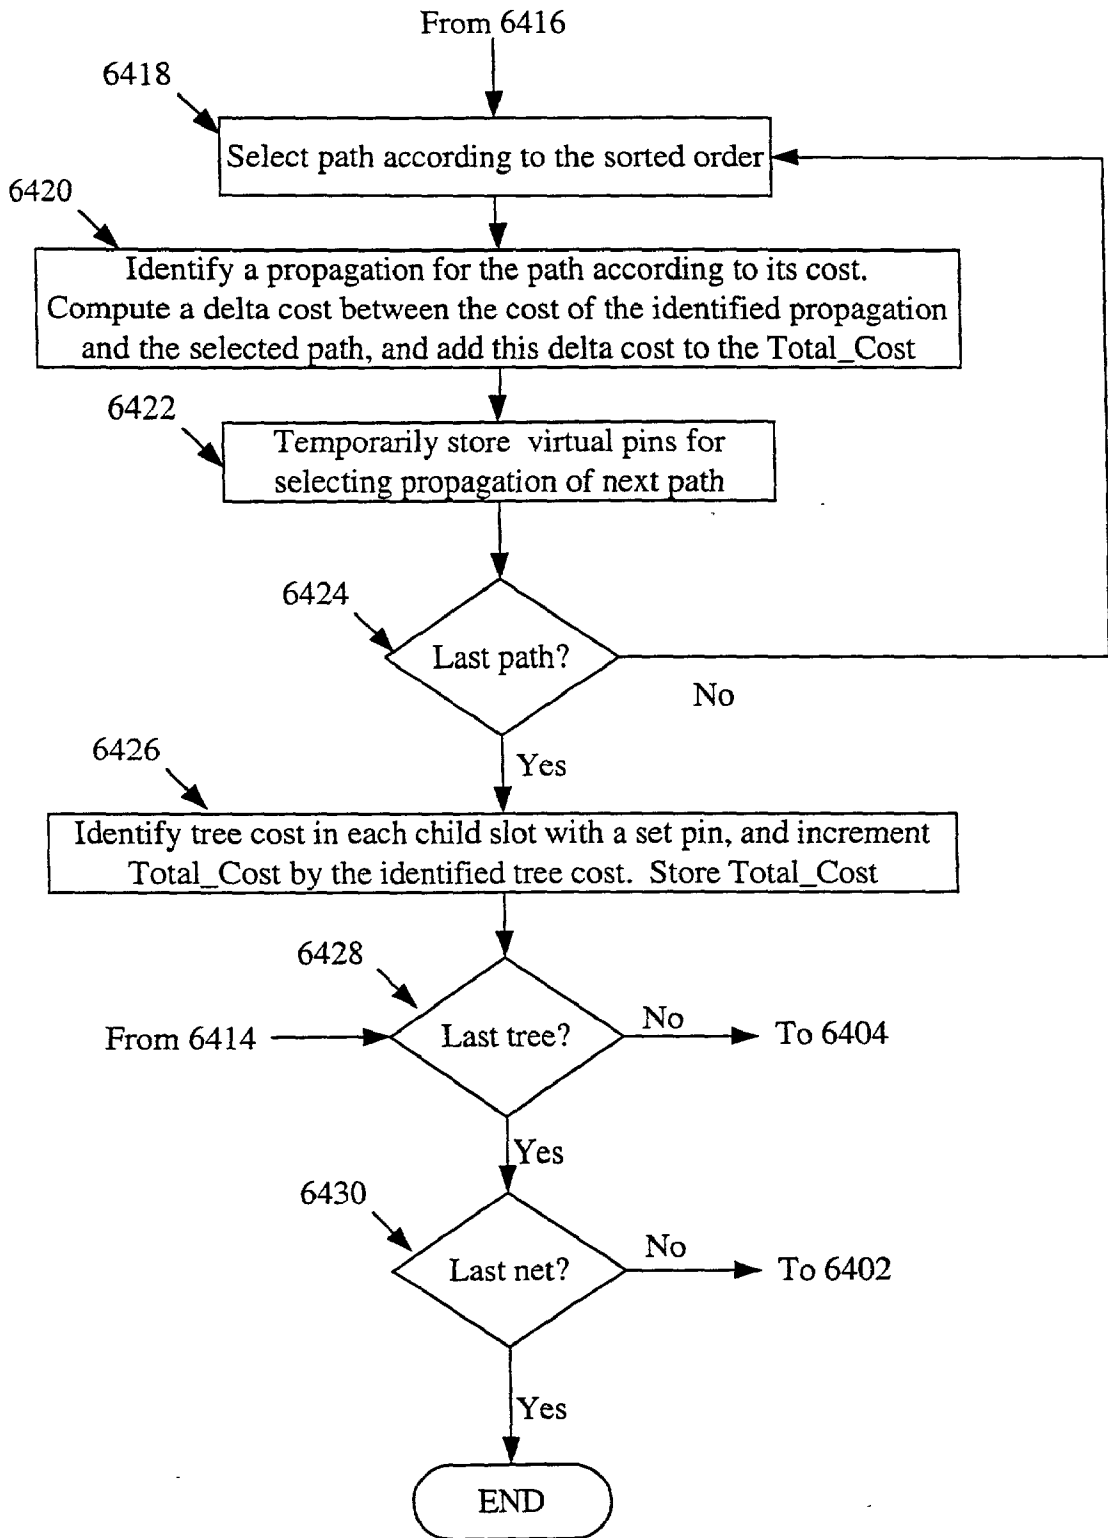 From 6416
6418
Select path according to the sorted order
6420
Identify a propagation for the path according to its cost.
Compute a delta cost between the cost of the identified propagation
and the selected path, and add this delta cost to the Total_Cost
6422
Temporarily store virtual pins for
selecting propagation of next path
6424
Last path?
No
Yes
6426
Identify tree cost in each child slot with a set pin, and increment
Total_Cost by the identified tree cost. Store Total_Cost
6428
From 6414
Last tree?
No
To 6404
Yes
6430
Last net?
No
To 6402
Yes
END